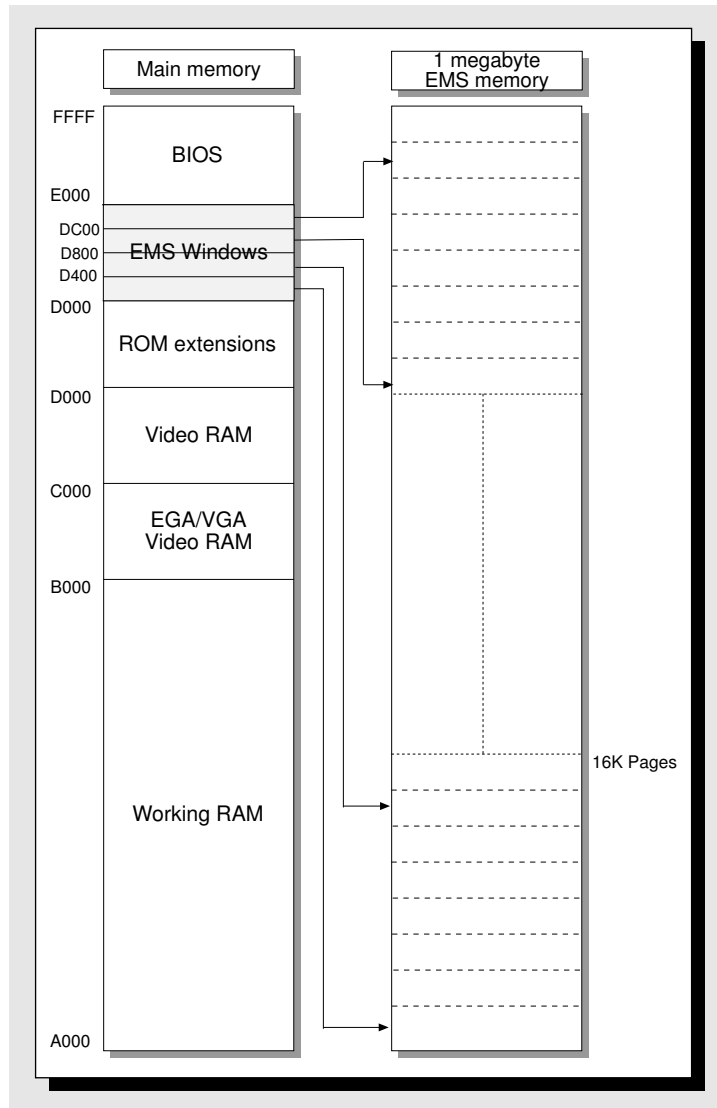 Main memory
1 megabyte
EMS memory
FFFF
BIOS
E000
DC00
EMS Windows
D800
D400
D000
ROM extensions
D000
Video RAM
C000
EGA/VGA
Video RAM
B000
16K Pages
Working RAM
A000